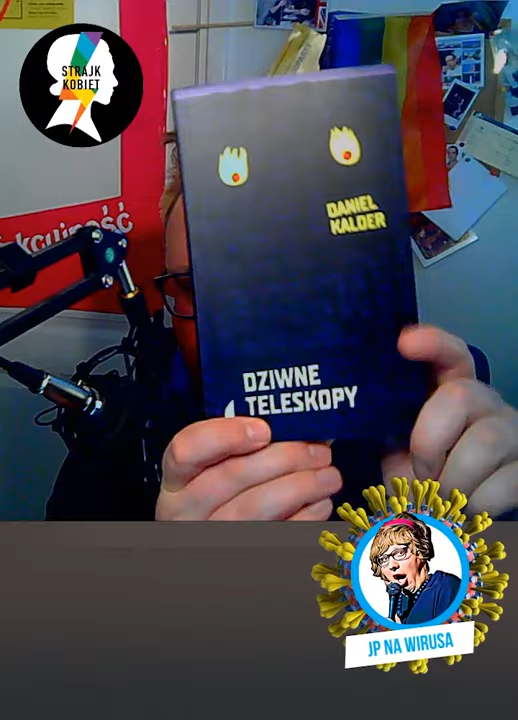 STRAJK
KOBIET
DANIEL
KALDER
DZIWNE
TELESKOPY
JP NA WIRUSA